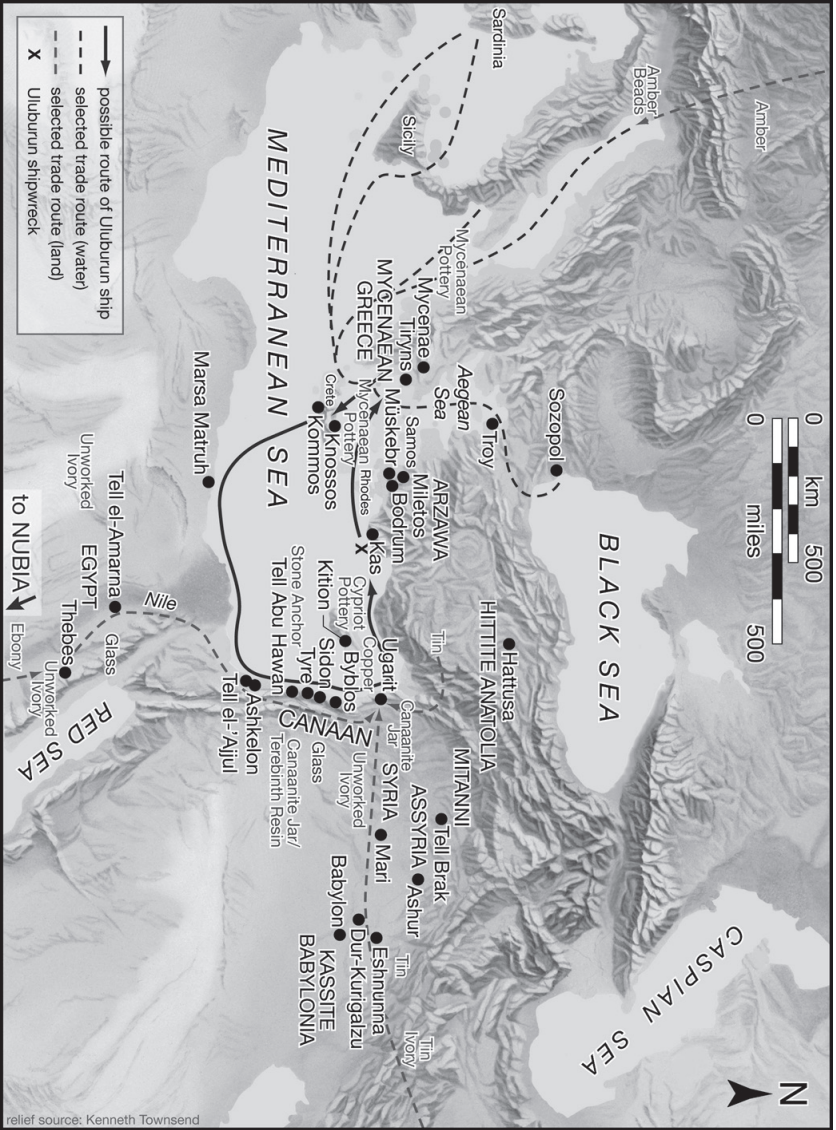 Amber
Amber
Beads
0 km 500
0 miles 500
N
CASPIAN SEA
BLACK SEA
Sozopol
Sardinia
Sicily
Troy
Aegean
Sea
Hattusa
HITTITE ANATOLIA
Mycenaean
Pottery
Mycenae
Tiryns
MYCENAEAN
GREECE
ARZAWA
Samos
Miletos
Müskebi
Bodrum
Tin
MITANNI
Tell Brak
ASSYRIA
Ashur
SYRIA
Mari
Canaanite
Jar
Ugarit
Kas
X
Rhodes
Mycenaean
Pottery
Crete
Knossos
Kommos
Copper
Cypriot
Pottery
Kition
Byblos
Sidon
Tyre
Stone Anchor
Tell Abu Hawan
CANAAN
Unworked
Ivory
Glass
Canaanite Jar/
Terebinth Resin
Tin
Tin
Ivory
Eshnunna
Dur-Kurigalzu
Babylon
KASSITE
BABYLONIA
MEDITERRANEAN SEA
Ashkelon
Tell el-'Ajjul
Marsa Matruh
Nile
Tell el-Amarna
EGYPT
Unworked
Ivory
Thebes
Glass
Unworked
Ivory
RED SEA
to NUBIA
Ebony
possible route of Uluburun ship
selected trade route (water)
selected trade route (land)
X Uluburun shipwreck
relief source: Kenneth Townsend